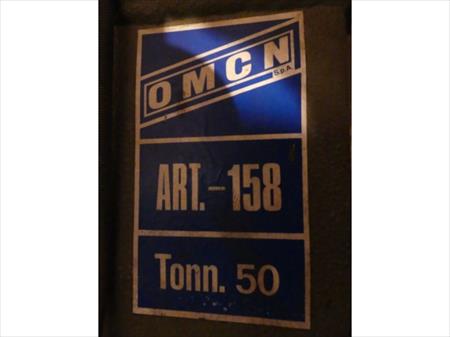 OMCN
S.p.A.
ART.-158
Tonn. 50